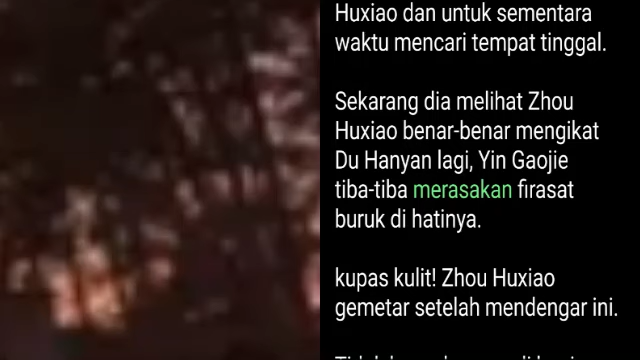 Huxiao dan untuk sementara
waktu mencari tempat tinggal.
Sekarang dia melihat Zhou
Huxiao benar-benar mengikat
Du Hanyan lagi, Yin Gaojie
tiba-tiba merasakan firasat
buruk di hatinya.
kupas kulit! Zhou Huxiao
gemetar setelah mendengar ini.